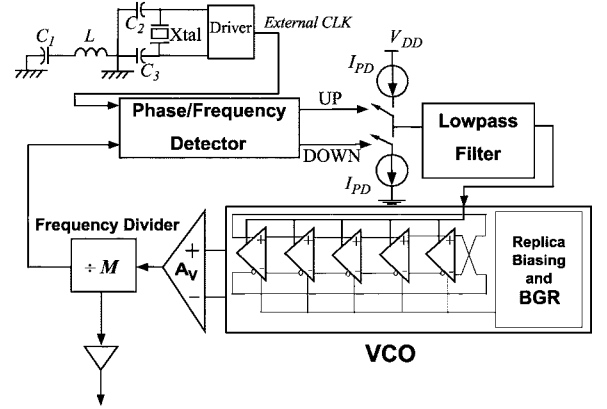 C2
Xtal
Driver
External CLK
C1
L
C3
VDD
IPD
Phase/Frequency
Detector
UP
DOWN
Lowpass
Filter
IPD
Frequency Divider
÷ M
AV
+
−
+
−
+
−
+
−
+
−
+
−
Replica
Biasing
and
BGR
VCO